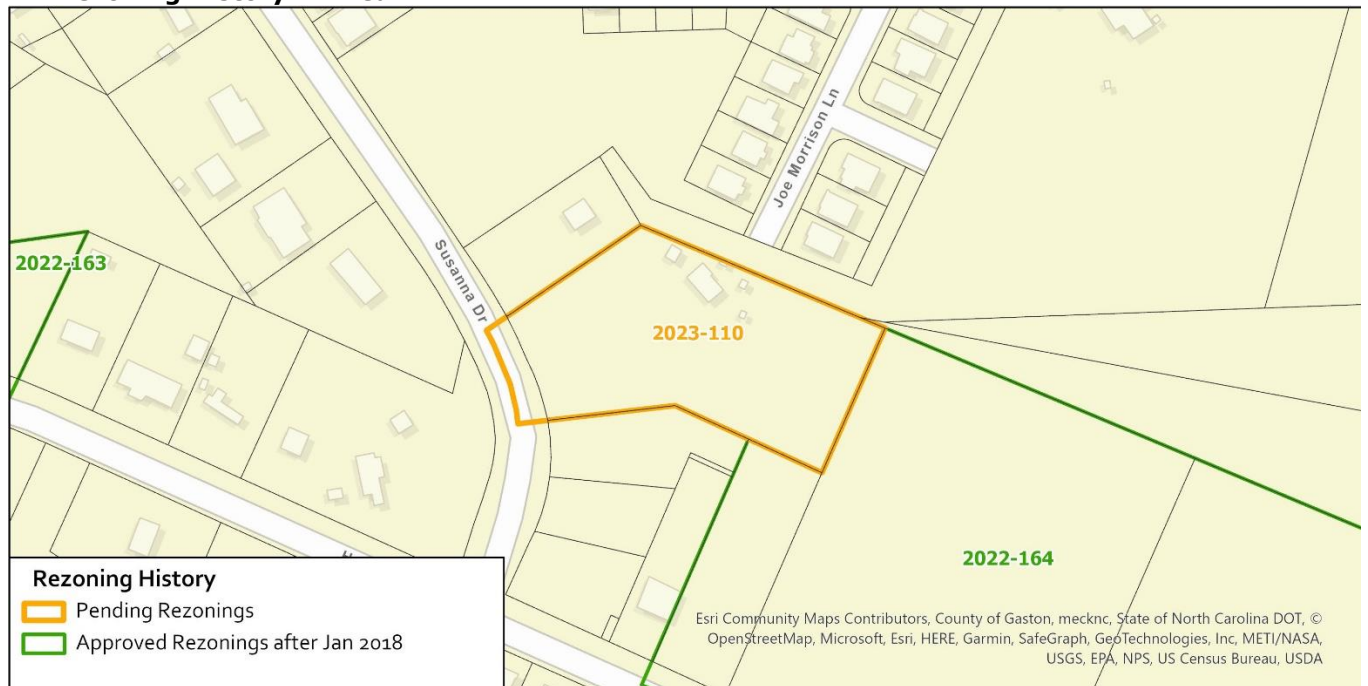 Joe Morrison Ln
Susanna Dr
2022-163
2023-110
2022-164
Rezoning History
Pending Rezonings
Approved Rezonings after Jan 2018
Esri Community Maps Contributors, County of Gaston, mecknc, State of North Carolina DOT, ©
OpenStreetMap, Microsoft, Esri, HERE, Garmin, SafeGraph, GeoTechnologies, Inc, METI/NASA,
USGS, EPA, NPS, US Census Bureau, USDA